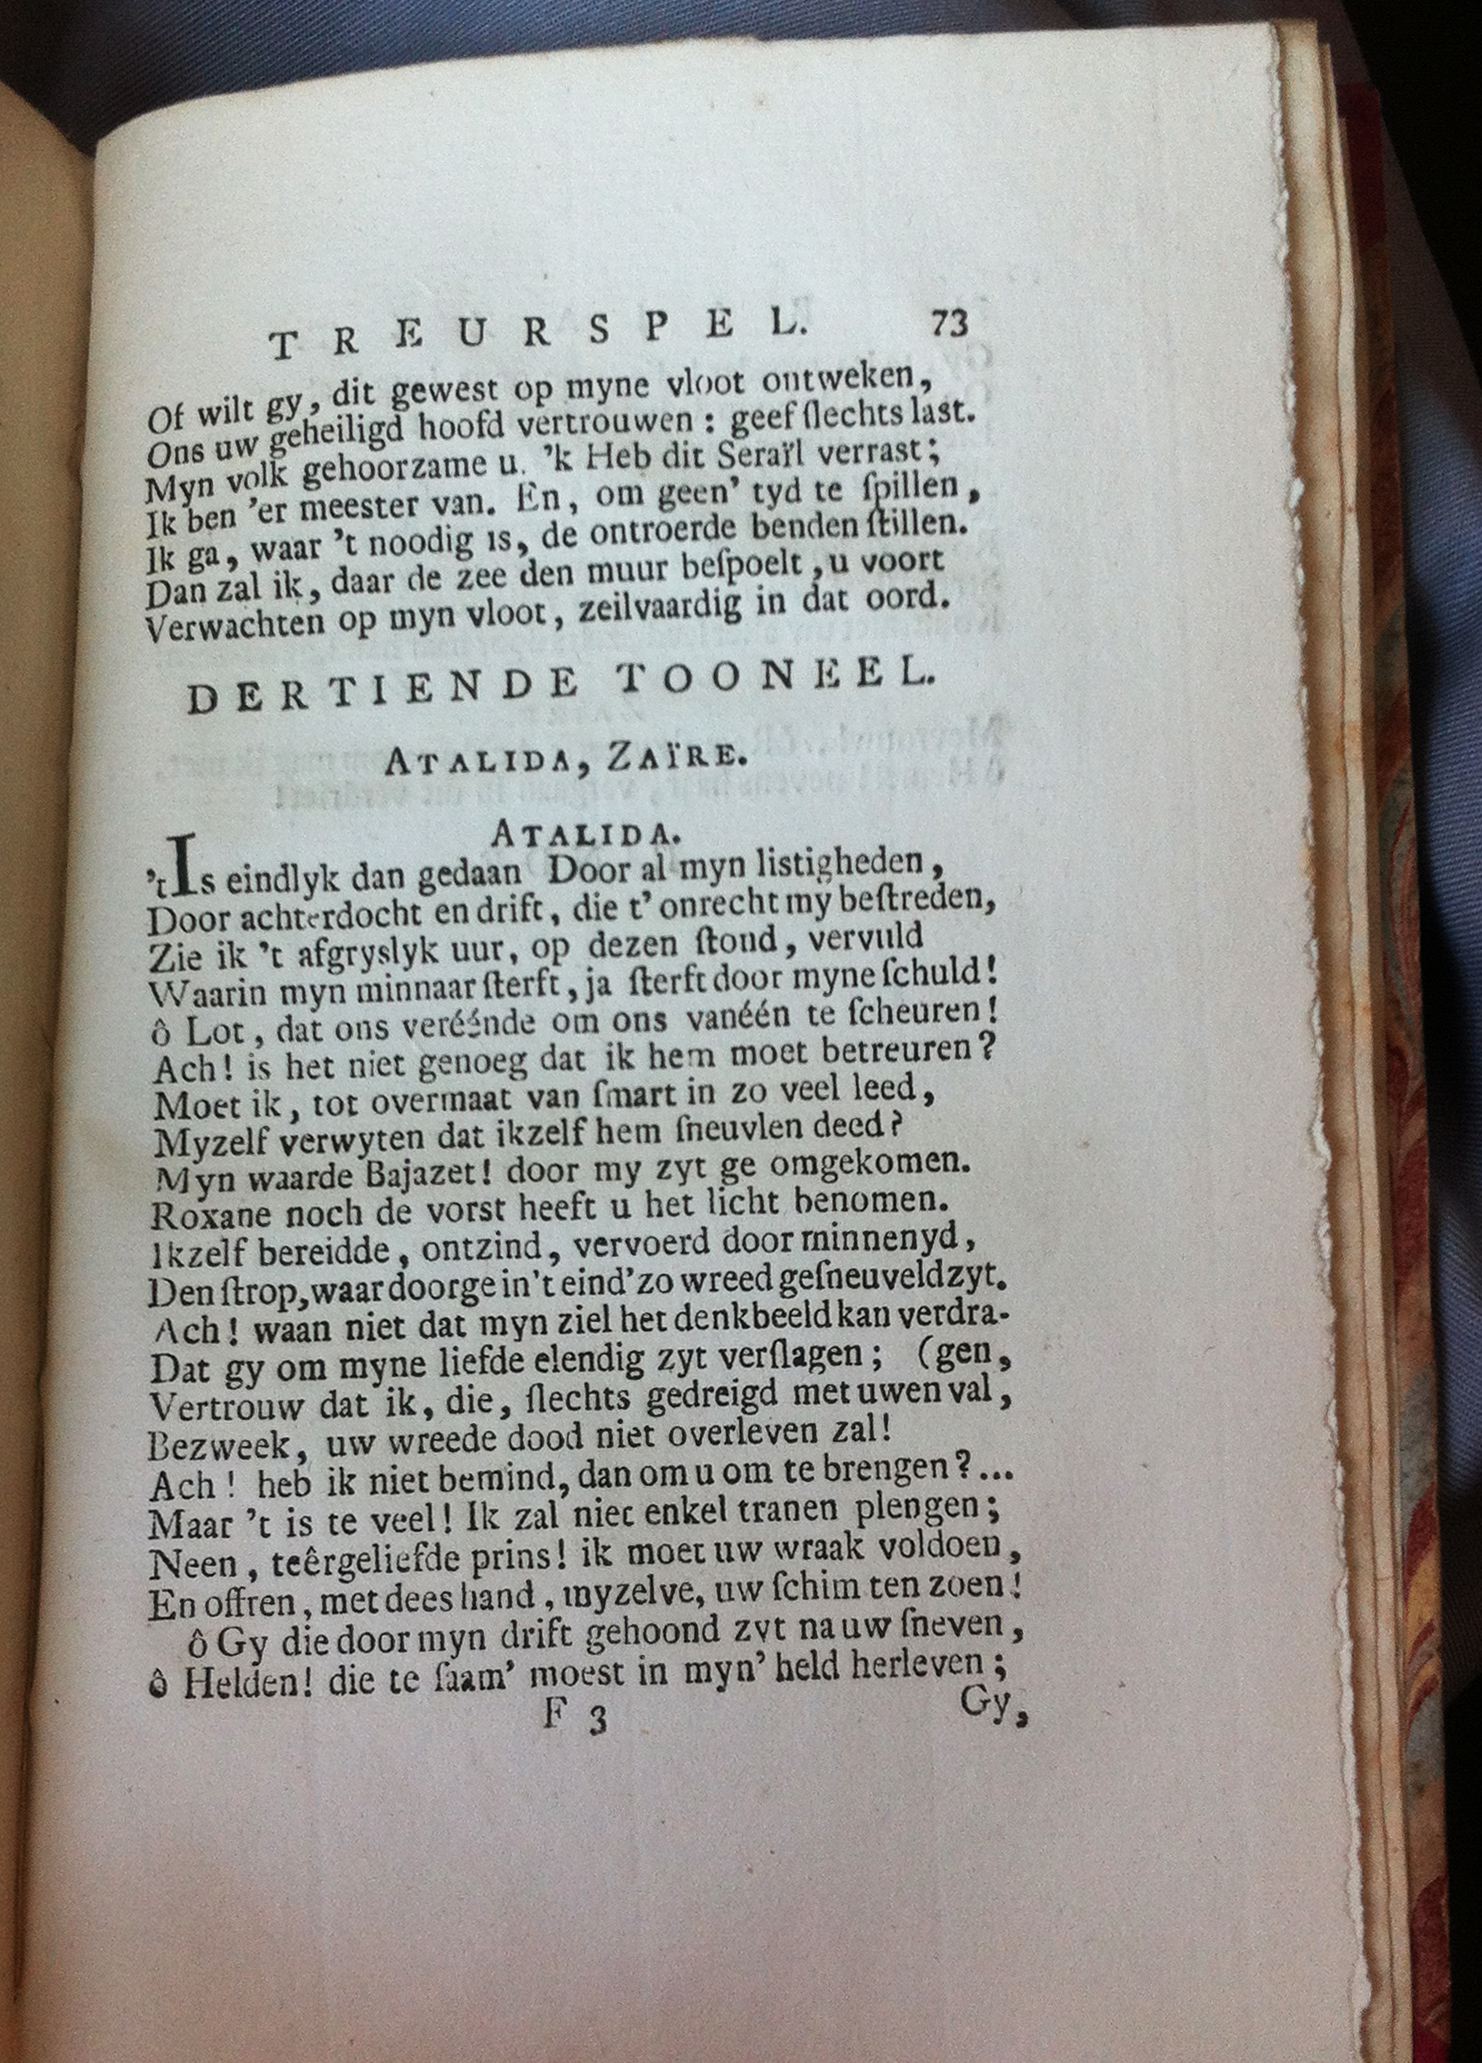 TREURSPEL. 73
Of wilt gy, dit gewest op myne vloot ontweken,
Ons uw geheiligd hoofd vertrouwen: geef ſlechts last.
Myn volk gehoorzame u. 'k Heb dit Seraïl verrast;
Ik ben 'er meester van. En, om geen' tyd te ſpillen,
Ik ga, waar 't noodig is, de ontroerde benden ſtillen.
Dan zal ik, daar de zee den muur beſpoelt, u voort
Verwachten op myn vloot, zeilvaardig in dat oord.
DERTIENDE TOONEEL.
ATALIDA, ZAÏRE.
ATALIDA.
't Is eindlyk dan gedaan Door al myn listigheden,
Door achterdocht en drift, die t' onrecht my beſtreden,
Zie ik 't afgryslyk uur, op dezen ſtond, vervuld
Waarin myn minnaar ſterft, ja ſterft door myne ſchuld!
ô Lot, dat ons veréénde om ons vanéén te ſcheuren!
Ach! is het niet genoeg dat ik hem moet betreuren?
Moet ik, tot overmaat van ſmart in zo veel leed,
Myzelf verwyten dat ikzelf hem ſneuvlen deed?
Myn waarde Bajazet! door my zyt ge omgekomen.
Roxane noch de vorst heeft u het licht benomen.
Ikzelf bereidde, ontzind, vervoerd door minnenyd,
Den ſtrop, waar door ge in 't eind' zo wreed geſneuveld zyt.
Ach! waan niet dat myn ziel het denkbeeld kan verdra-
Dat gy om myne liefde elendig zyt verſlagen; (gen,
Vertrouw dat ik, die, ſlechts gedreigd met uwen val,
Bezweek, uw wreede dood niet overleven zal!
Ach! heb ik niet bemind, dan om u om te brengen?...
Maar 't is te veel! Ik zal niet enkel tranen plengen;
Neen, teêrgeliefde prins! ik moet uw wraak voldoen,
En offren, met dees hand, myzelve, uw ſchim ten zoen!
ô Gy die door myn drift gehoond zyt na uw ſneven,
ô Helden! die te ſaam' moest in myn' held herleven;
F 3 Gy,